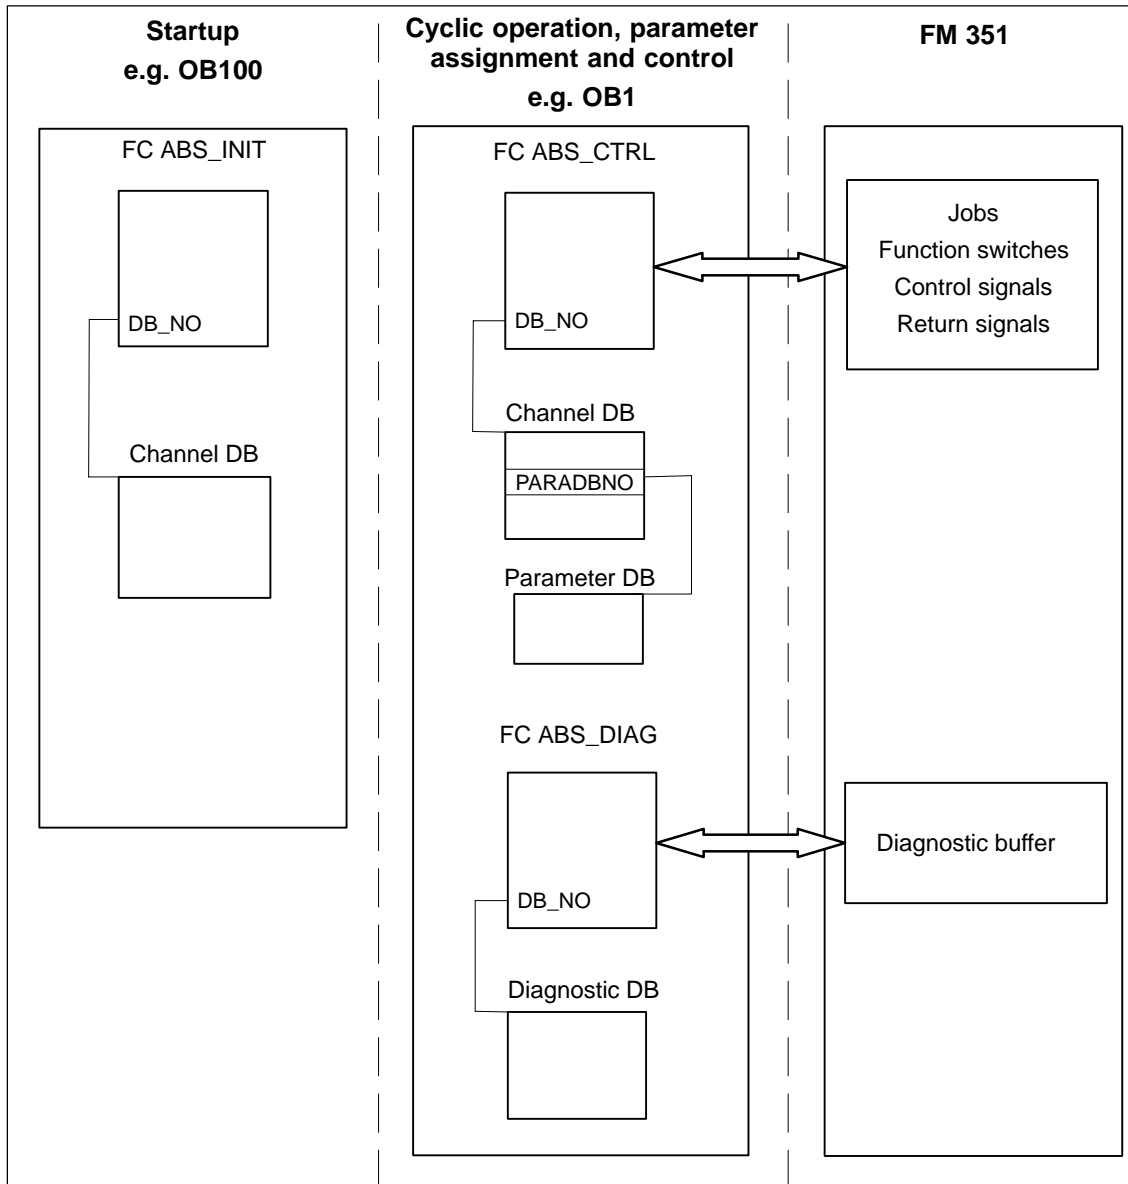 Startup
e.g. OB100
FC ABS_INIT
DB_NO
Channel DB
Cyclic operation, parameter
assignment and control
e.g. OB1
FC ABS_CTRL
DB_NO
Channel DB
PARADBNO
Parameter DB
FC ABS_DIAG
DB_NO
Diagnostic DB
FM 351
Jobs
Function switches
Control signals
Return signals
Diagnostic buffer